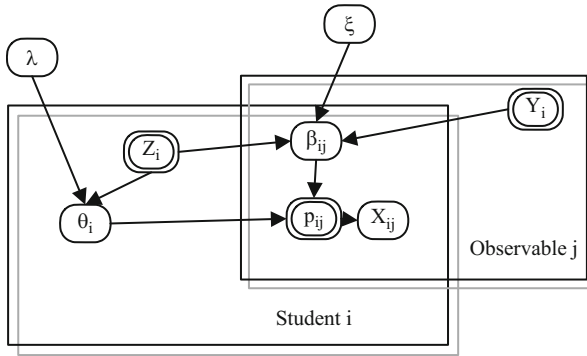 ξ
λ
Y_i
Z_i
β_ij
θ_i
p_ij
X_ij
Observable j
Student i